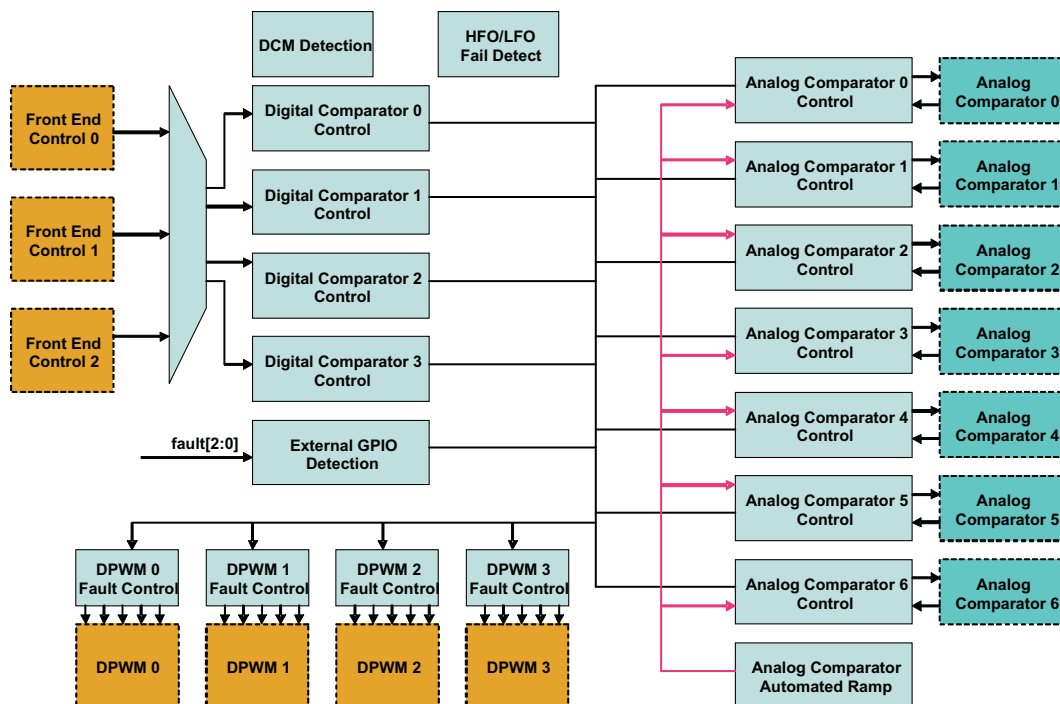 DCM Detection
HFO/LFO
Fail Detect
Front End
Control 0
Front End
Control 1
Front End
Control 2
Digital Comparator 0
Control
Digital Comparator 1
Control
Digital Comparator 2
Control
Digital Comparator 3
Control
fault[2:0]
External GPIO
Detection
Analog Comparator 0
Control
Analog
Comparator 0
Analog Comparator 1
Control
Analog
Comparator 1
Analog Comparator 2
Control
Analog
Comparator 2
Analog Comparator 3
Control
Analog
Comparator 3
Analog Comparator 4
Control
Analog
Comparator 4
Analog Comparator 5
Control
Analog
Comparator 5
Analog Comparator 6
Control
Analog
Comparator 6
Analog Comparator
Automated Ramp
DPWM 0
Fault Control
DPWM 1
Fault Control
DPWM 2
Fault Control
DPWM 3
Fault Control
DPWM 0
DPWM 1
DPWM 2
DPWM 3